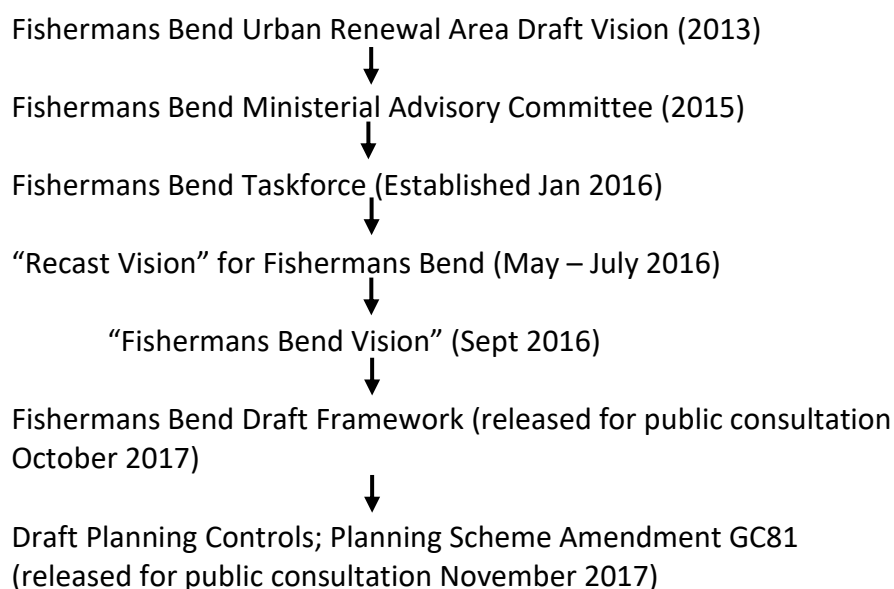 Fishermans Bend Urban Renewal Area Draft Vision (2013)
Fishermans Bend Ministerial Advisory Committee (2015)
Fishermans Bend Taskforce (Established Jan 2016)
“Recast Vision” for Fishermans Bend (May – July 2016)
“Fishermans Bend Vision” (Sept 2016)
Fishermans Bend Draft Framework (released for public consultation
October 2017)
Draft Planning Controls; Planning Scheme Amendment GC81
(released for public consultation November 2017)